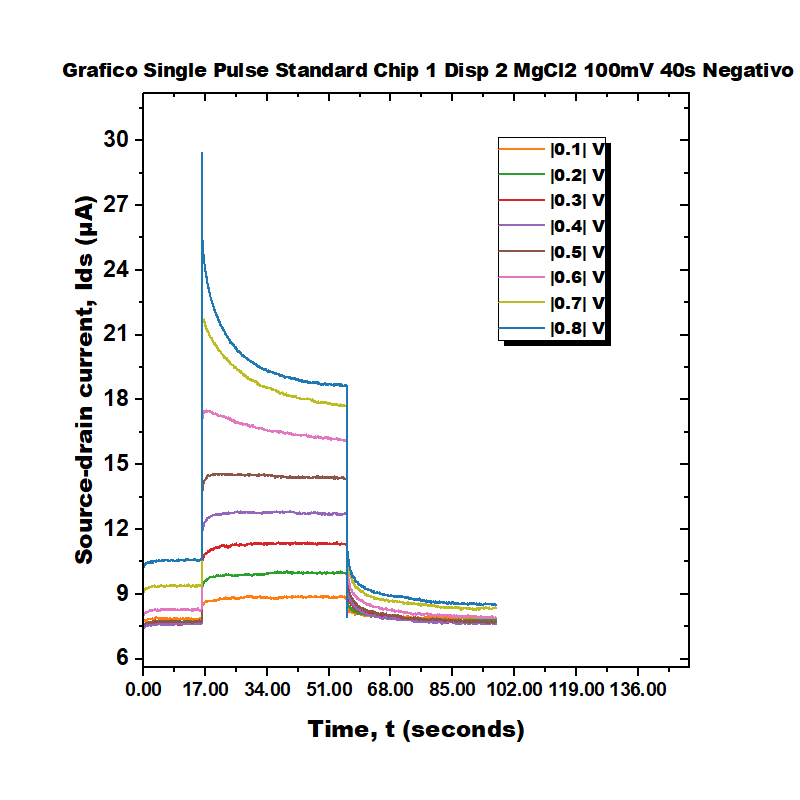 Grafico Single Pulse Standard Chip 1 Disp 2 MgCl2 100mV 40s Negativo
30
27
24
21
18
15
12
9
6
Source-drain current, Ids (µA)
|0.1| V
|0.2| V
|0.3| V
|0.4| V
|0.5| V
|0.6| V
|0.7| V
|0.8| V
0.00 17.00 34.00 51.00 68.00 85.00 102.00 119.00 136.00
Time, t (seconds)